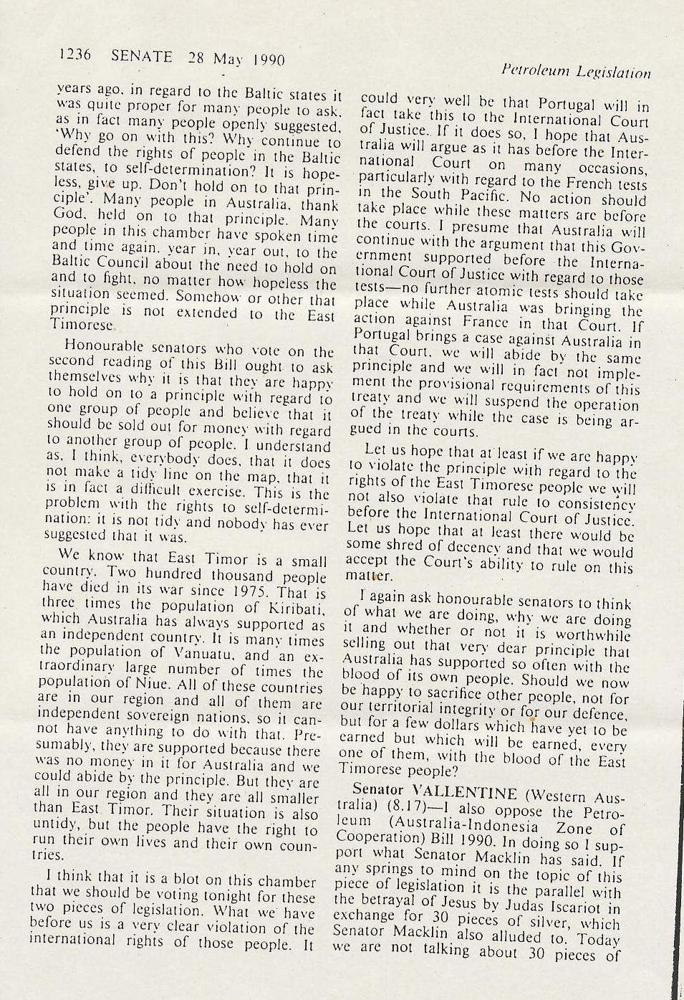 1236 SENATE 28 May 1990
Petroleum Legislation
years ago, in regard to the Baltic states it
was quite proper for many people to ask,
as in fact many people openly suggested,
'Why go on with this? Why continue to
defend the rights of people in the Baltic
states, to self-determination? It is hope-
less, give up. Don't hold on to that prin-
ciple'. Many people in Australia, thank
God, held on to that principle. Many
people in this chamber have spoken time
and time again, year in, year out, to the
Baltic Council about the need to hold on
and to fight, no matter how hopeless the
situation seemed. Somehow or other that
principle is not extended to the East
Timorese.
Honourable senators who vote on the
second reading of this Bill ought to ask
themselves why it is that they are happy
to hold on to a principle with regard to
one group of people and believe that it
should be sold out for money with regard
to another group of people. I understand
as, I think, everybody does, that it does
not make a tidy line on the map, that it
is in fact a difficult exercise. This is the
problem with the rights to self-determi-
nation: it is not tidy and nobody has ever
suggested that it was.
We know that East Timor is a small
country. Two hundred thousand people
have died in its war since 1975. That is
three times the population of Kiribati,
which Australia has always supported as
an independent country. It is many times
the population of Vanuatu, and an ex-
traordinary large number of times the
population of Niue. All of these countries
are in our region and all of them are
independent sovereign nations, so it can-
not have anything to do with that. Pre-
sumably, they are supported because there
was no money in it for Australia and we
could abide by the principle. But they are
all in our region and they are all smaller
than East Timor. Their situation is also
untidy, but the people have the right to
run their own lives and their own coun-
tries.
I think that it is a blot on this chamber
that we should be voting tonight for these
two pieces of legislation. What we have
before us is a very clear violation of the
international rights of those people. It
could very well be that Portugal will in
fact take this to the International Court
of Justice. If it does so, I hope that Aus-
tralia will argue as it has before the Inter-
national Court on many occasions,
particularly with regard to the French tests
in the South Pacific. No action should
take place while these matters are before
the courts. I presume that Australia will
continue with the argument that this Gov-
ernment supported before the Interna-
tional Court of Justice with regard to those
tests—no further atomic tests should take
place while Australia was bringing the
action against France in that Court. If
Portugal brings a case against Australia in
that Court, we will abide by the same
principle and we will in fact not imple-
ment the provisional requirements of this
treaty and we will suspend the operation
of the treaty while the case is being ar-
gued in the courts.
Let us hope that at least if we are happy
to violate the principle with regard to the
rights of the East Timorese people we will
not also violate that rule to consistency
before the International Court of Justice.
Let us hope that at least there would be
some shred of decency and that we would
accept the Court's ability to rule on this
matter.
I again ask honourable senators to think
of what we are doing, why we are doing
it and whether or not it is worthwhile
selling out that very dear principle that
Australia has supported so often with the
blood of its own people. Should we now
be happy to sacrifice other people, not for
our territorial integrity or for our defence,
but for a few dollars which have yet to be
earned but which will be earned, every
one of them, with the blood of the East
Timorese people?
Senator VALLENTINE (Western Aus-
tralia) (8.17)—I also oppose the Petro-
leum (Australia-Indonesia Zone of
Cooperation) Bill 1990. In doing so I sup-
port what Senator Macklin has said. If
any springs to mind on the topic of this
piece of legislation it is the parallel with
the betrayal of Jesus by Judas Iscariot in
exchange for 30 pieces of silver, which
Senator Macklin also alluded to. Today
we are not talking about 30 pieces of